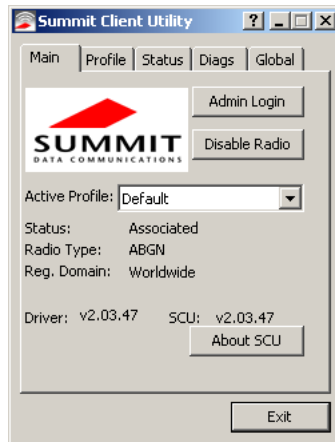 Summit Client Utility
Main Profile Status Diags Global
Admin Login
SUMMIT
DATA COMMUNICATIONS
Disable Radio
Active Profile: Default
Status: Associated
Radio Type: ABGN
Reg. Domain: Worldwide
Driver: v2.03.47 SCU: v2.03.47
About SCU
Exit